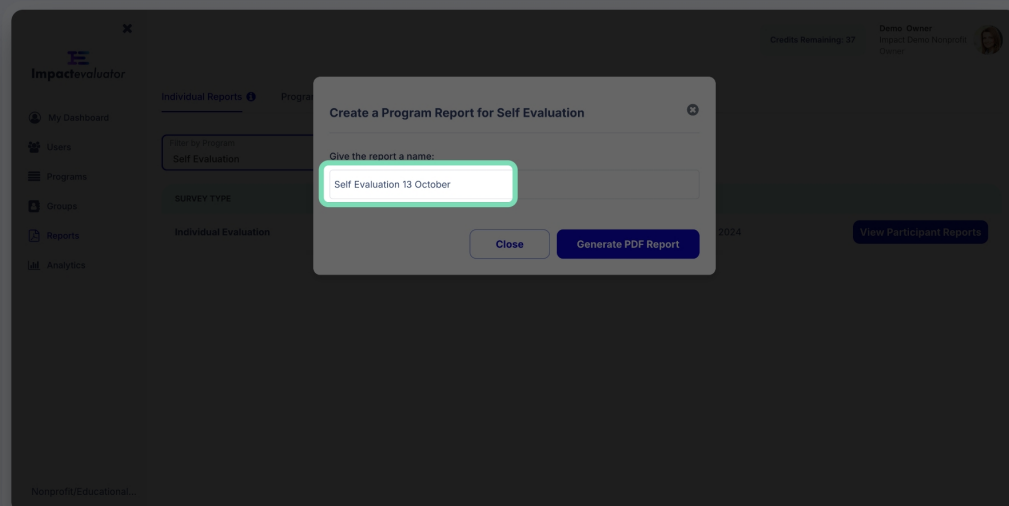 Demo Owner
Credits Remaining: 37
Impact Demo Nonprofit
Owner
Impactevaluator
Individual Reports
Create a Program Report for Self Evaluation
My Dashboard
Filter by Program
Users
Self Evaluation
Give the report a name:
Programs
Self Evaluation 13 October
SURVEY TYPE
Groups
Reports
Individual Evaluation
Close
Generate PDF Report
2024
View Participant Reports
Analytics
Nonprofit/Educational...